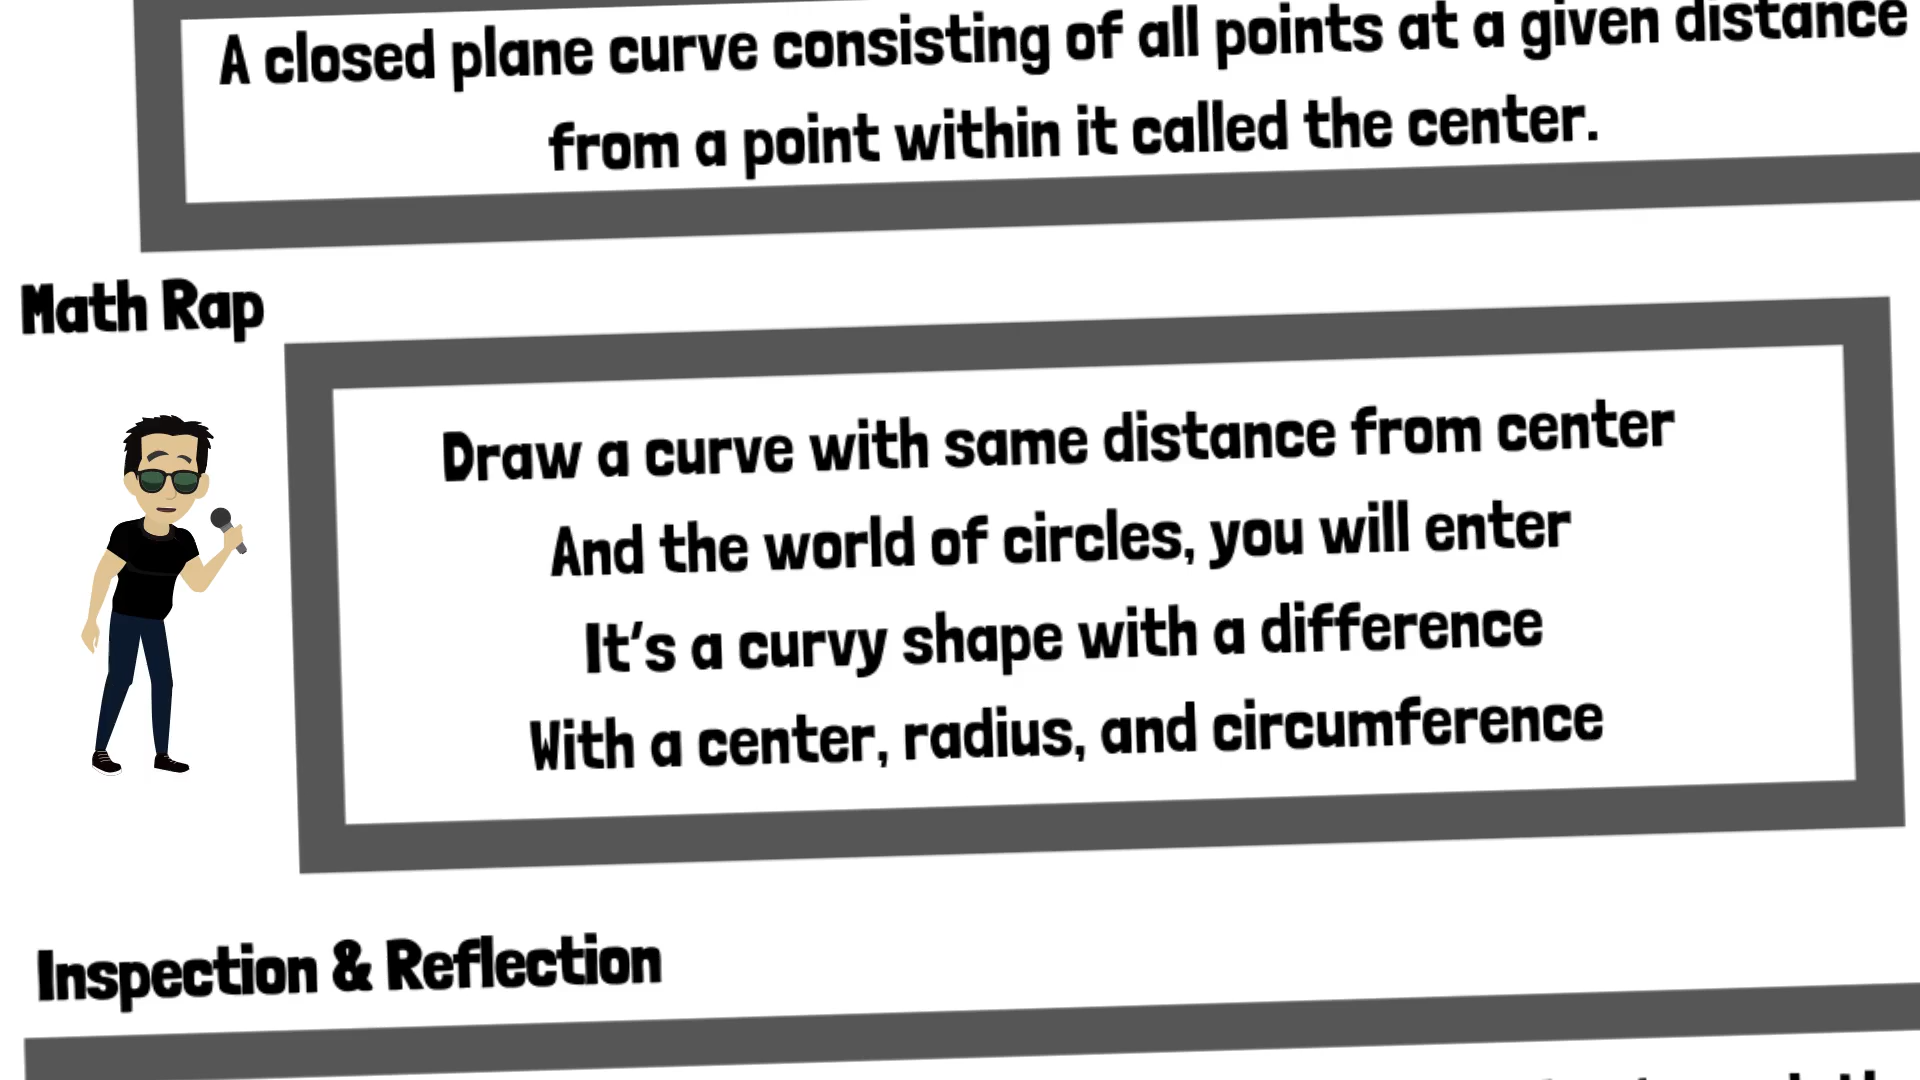 A closed plane curve consisting of all points at a given distance
from a point within it called the center.
Math Rap
Draw a curve with same distance from center
And the world of circles, you will enter
It's a curvy shape with a difference
With a center, radius, and circumference
Inspection & Reflection